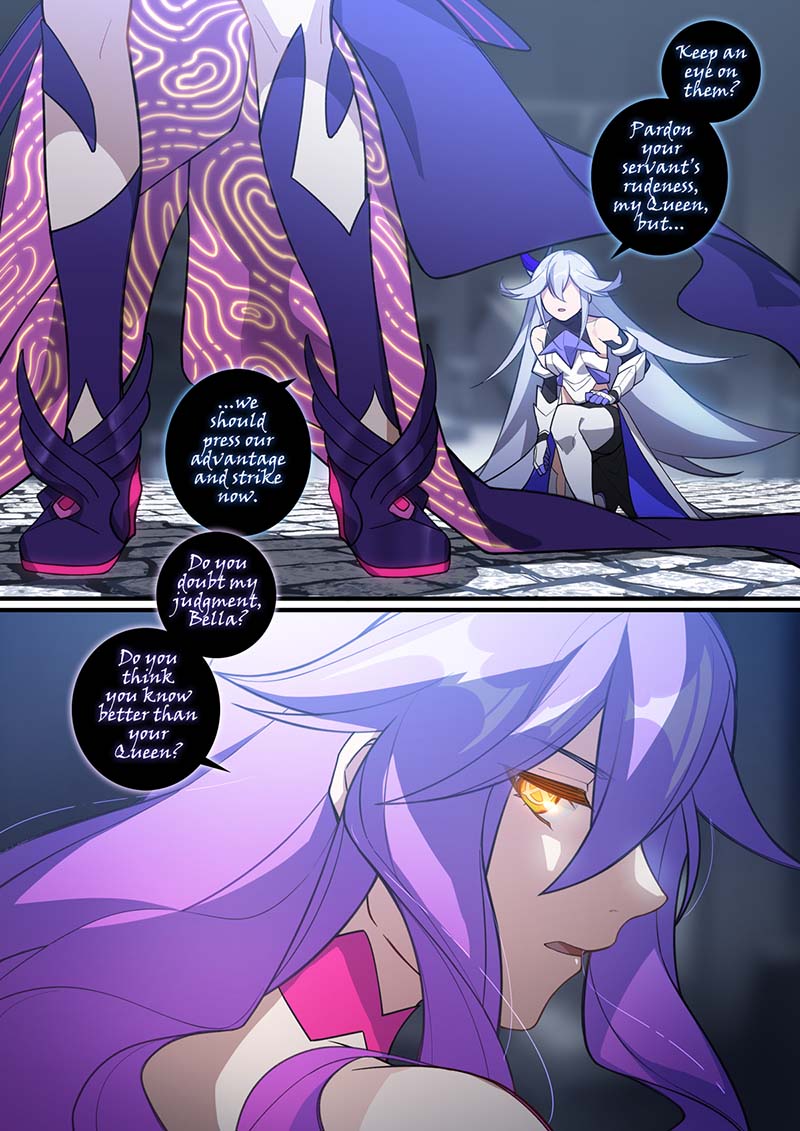 Keep an
eye on
them?
Pardon
your
servant's
rudeness,
my Queen,
but...
...we
should
press our
advantage
and strike
now.
Do you
doubt my
judgment,
Bella?
Do you
think
you know
better than
your
Queen?